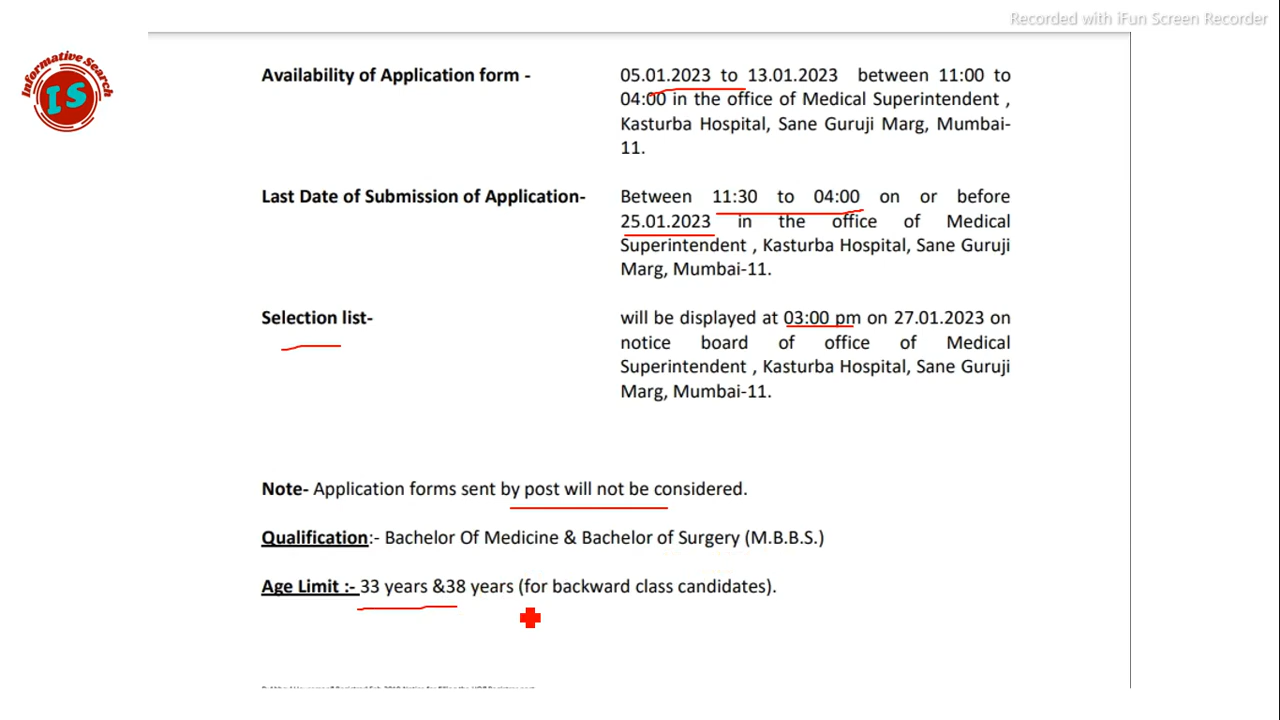 Recorded with iFun Screen Recorder
Informative Search
IS
Availability of Application form - 05.01.2023 to 13.01.2023 between 11:00 to
04:00 in the office of Medical Superintendent ,
Kasturba Hospital, Sane Guruji Marg, Mumbai-
11.
Last Date of Submission of Application- Between 11:30 to 04:00 on or before
25.01.2023 in the office of Medical
Superintendent , Kasturba Hospital, Sane Guruji
Marg, Mumbai-11.
Selection list- will be displayed at 03:00 pm on 27.01.2023 on
notice board of office of Medical
Superintendent , Kasturba Hospital, Sane Guruji
Marg, Mumbai-11.
Note- Application forms sent by post will not be considered.
Qualification:- Bachelor Of Medicine & Bachelor of Surgery (M.B.B.S.)
Age Limit :- 33 years &38 years (for backward class candidates).